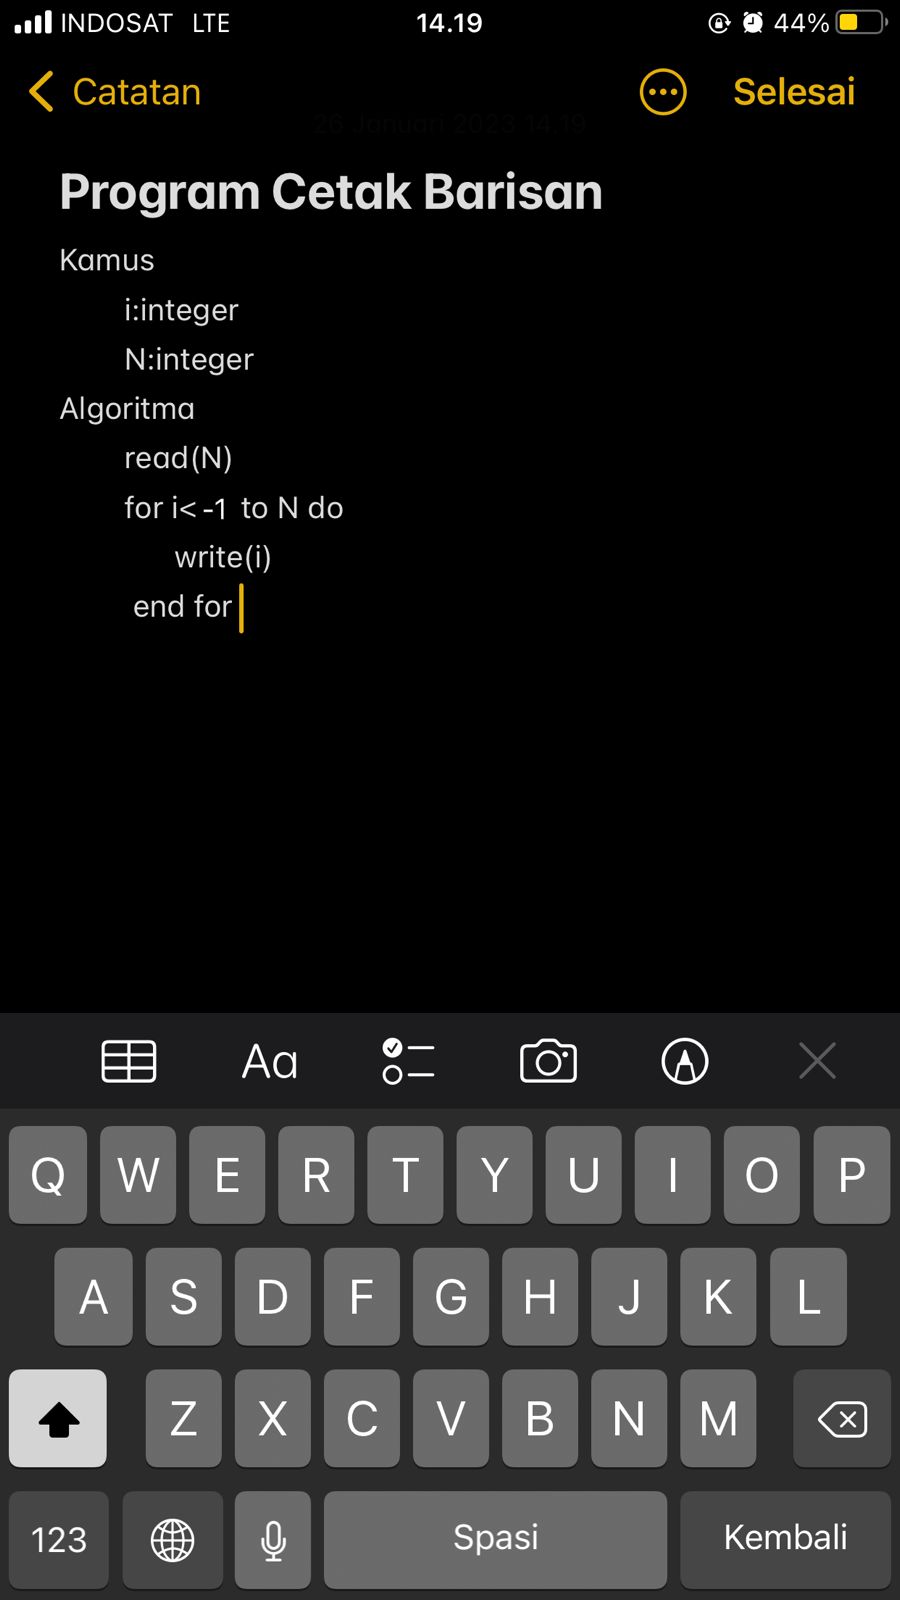 INDOSAT LTE 14.19 44%
Catatan Selesai
26 Januari 2023 14.19
Program Cetak Barisan
Kamus
i:integer
N:integer
Algoritma
read(N)
for i< -1 to N do
write(i)
end for
Aa
Q W E R T Y U I O P
A S D F G H J K L
Z X C V B N M
123 Spasi Kembali